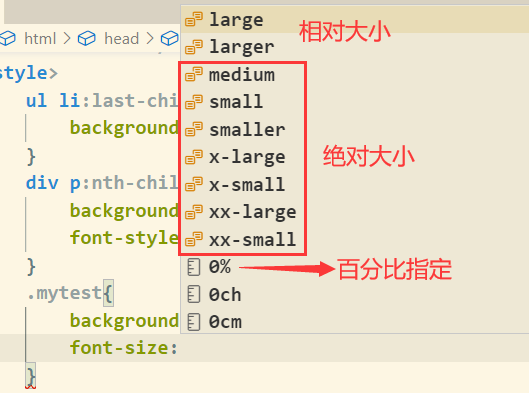 large
相对大小
html > head >
larger
style>
medium
ul li:last-chi
small
background
smaller
}
x-large
绝对大小
div p:nth-chil
x-small
background
xx-large
font-style
xx-small
}
0%
百分比指定
.mytest{
0ch
background
0cm
font-size:
}